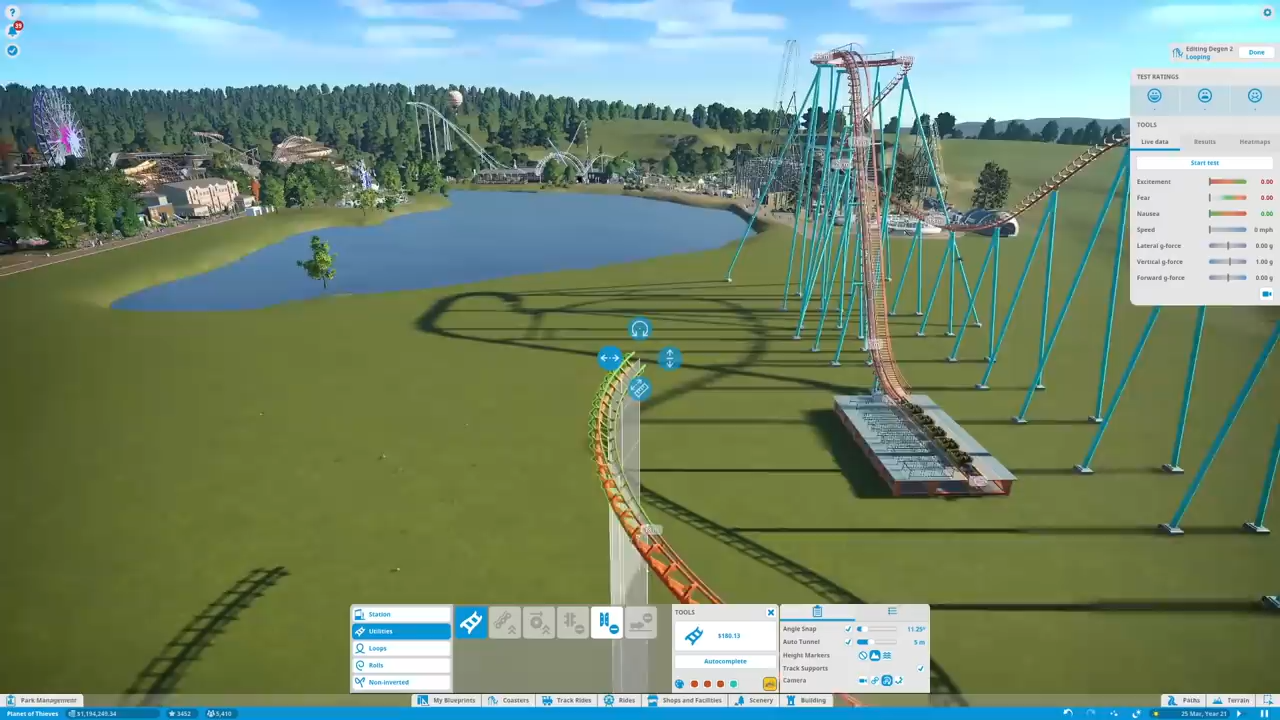 ?
39
Editing Degen 2
Looping
Done
TEST RATINGS
-
-
-
TOOLS
Live data
Results
Heatmaps
Start test
Excitement 0.00
Fear 0.00
Nausea 0.00
Speed 0 mph
Lateral g-force 0.00 g
Vertical g-force 1.00 g
Forward g-force 0.00 g
Station
Utilities
Loops
Rolls
Non-inverted
TOOLS
$180.13
Autocomplete
Angle Snap 11.25°
Auto Tunnel 5 m
Height Markers
Track Supports
Camera
Park Management
My Blueprints
Coasters
Track Rides
Rides
Shops and Facilities
Scenery
Building
Paths
Terrain
Planet of Thieves
$1,194,249.34
3452
5,410
25 Mar, Year 21